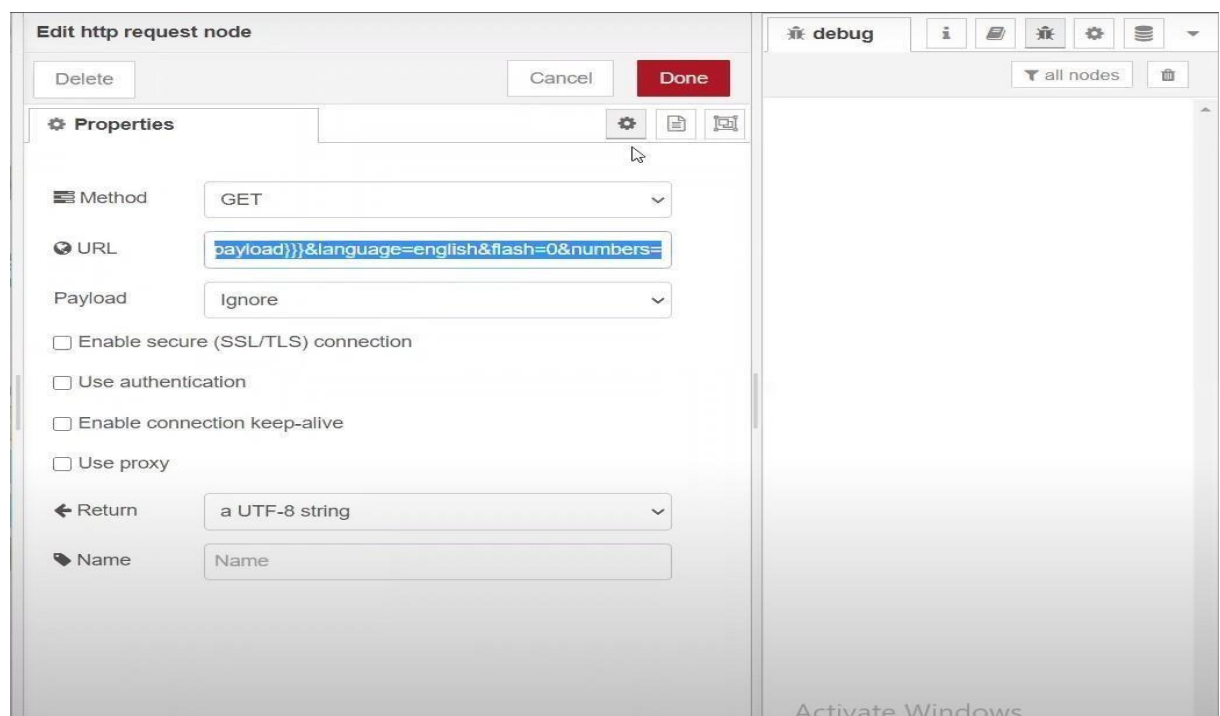 Edit http request node
debug
i
Delete
Cancel
Done
all nodes
Properties
Method
GET
URL
payload}}}&language=english&flash=0&numbers=
Payload
Ignore
Enable secure (SSL/TLS) connection
Use authentication
Enable connection keep-alive
Use proxy
Return
a UTF-8 string
Name
Name
Activate Windows